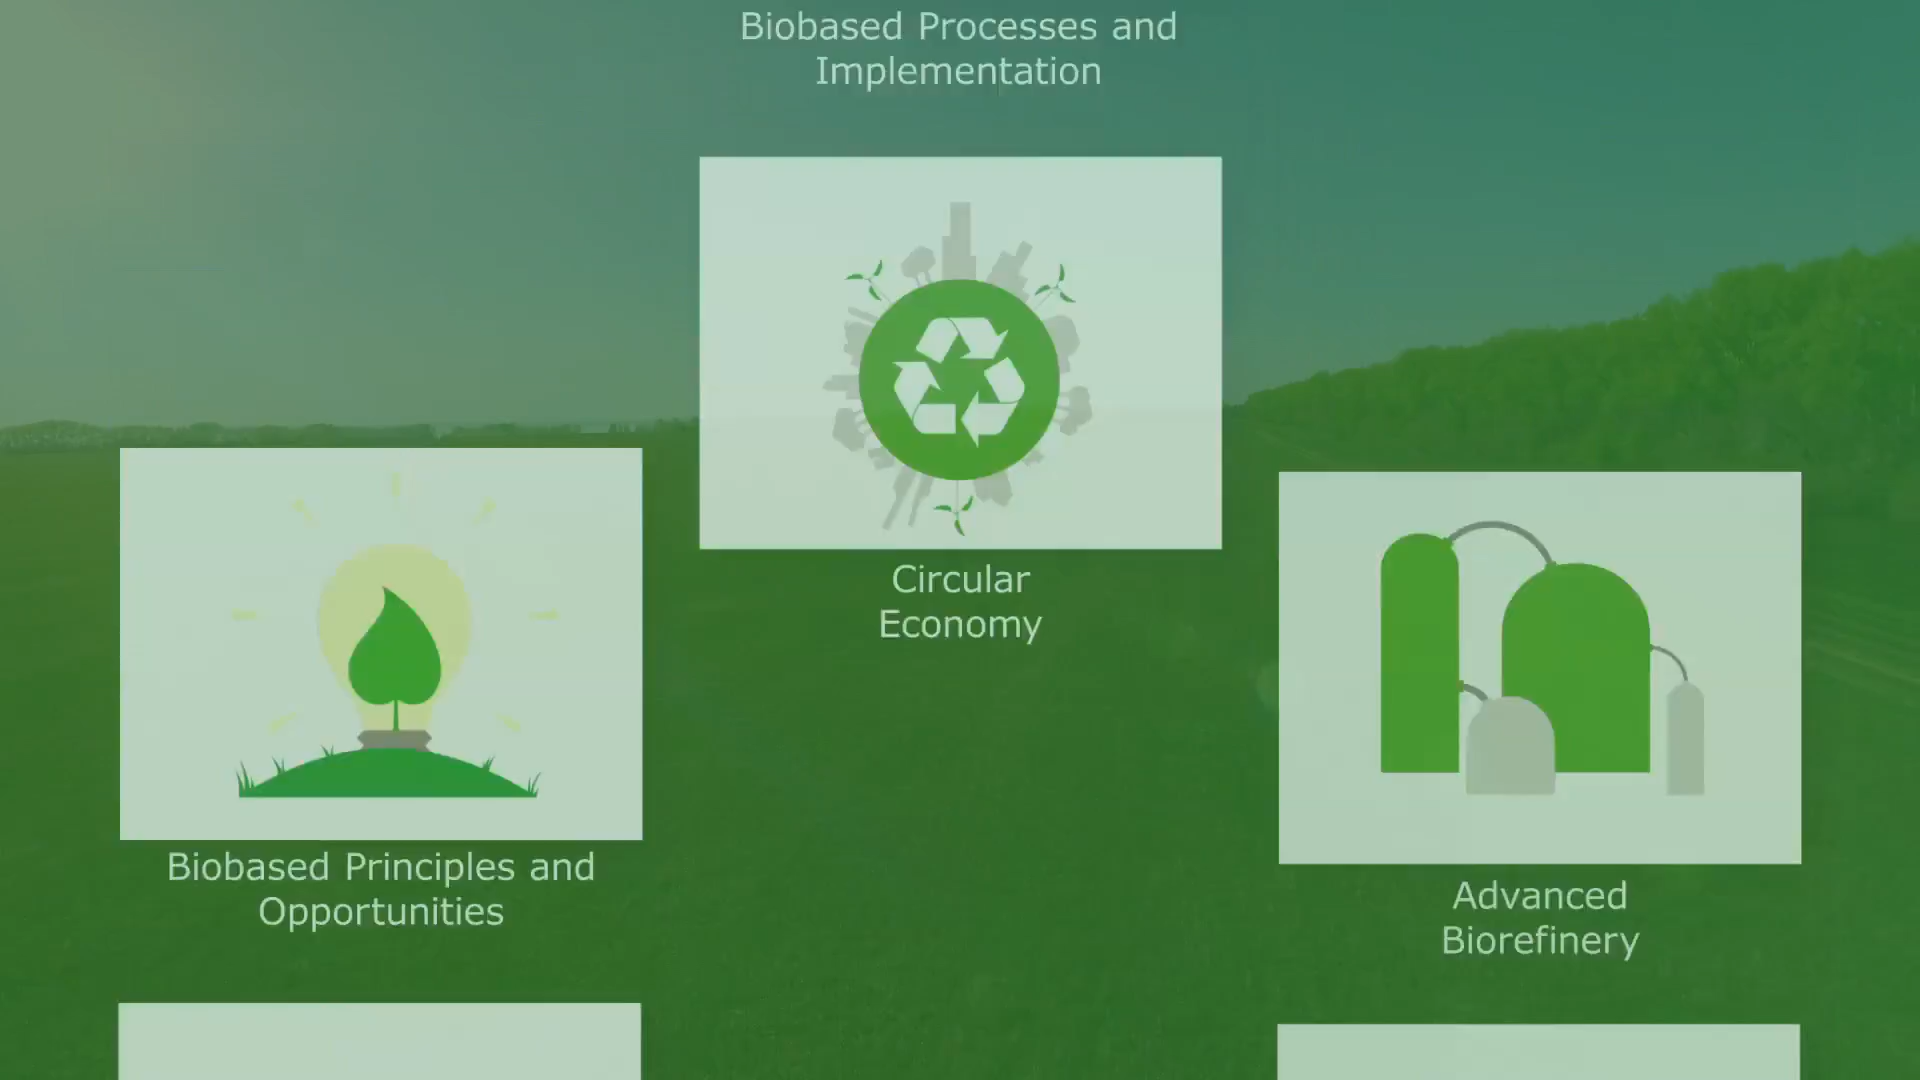 Biobased Processes and
Implementation
Circular
Economy
Biobased Principles and
Opportunities
Advanced
Biorefinery